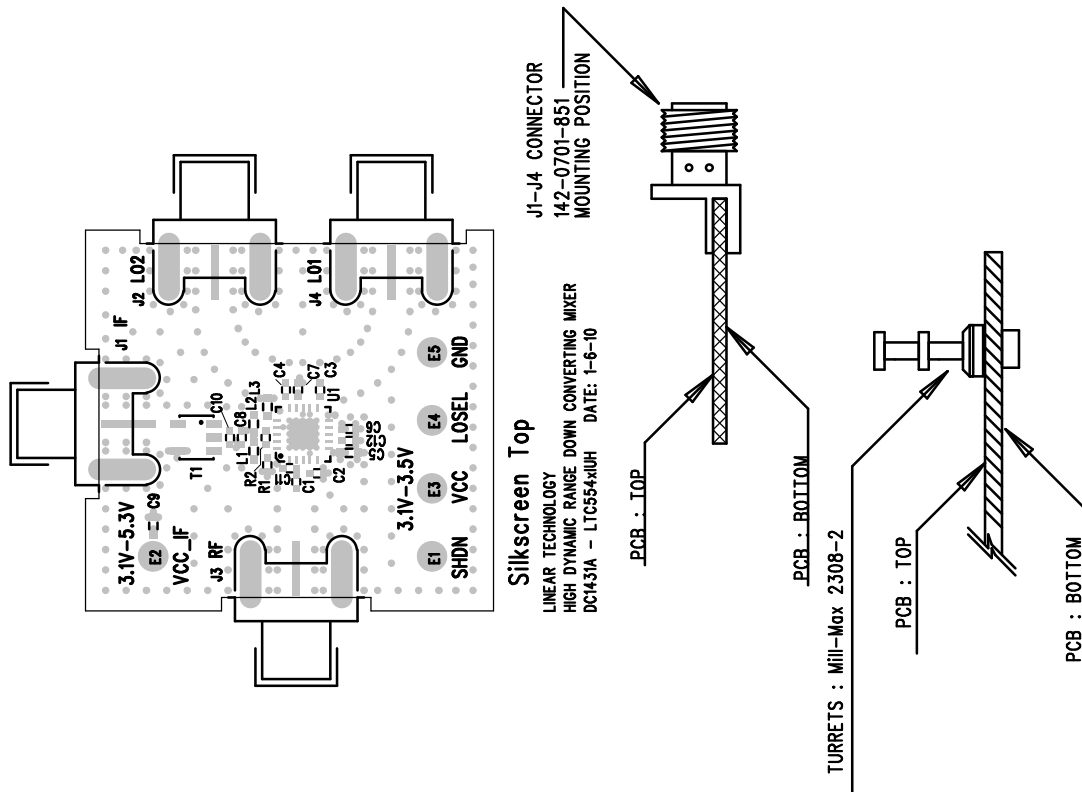 J1 IF
J2 LO2
J4 LO1
C9
3.1V-5.3V
E2
VCC_IF
J3 RF
T1
C10
C8
L1
L2
L3
R2
R1
C11
C1
C2
C4
C7
C3
U1
C6
3.1V-3.5V
E1
E3
E4
E5
SHDN
VCC
LOSEL
GND
Silkscreen Top
LINEAR TECHNOLOGY
HIGH DYNAMIC RANGE DOWN CONVERTING MIXER
DC1431A - LTC554xIUH DATE: 1-6-10
J1-J4 CONNECTOR
142-0701-851
MOUNTING POSITION
PCB : TOP
PCB : BOTTOM
TURRETS : Mill-Max 2308-2
PCB : TOP
PCB : BOTTOM